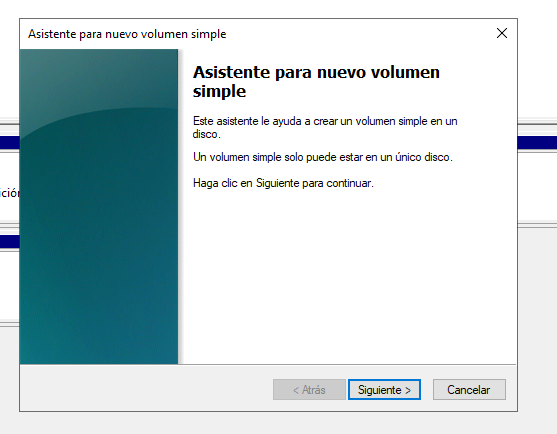 Asistente para nuevo volumen simple
Asistente para nuevo volumen
simple
Este asistente le ayuda a crear un volumen simple en un
disco.
Un volumen simple solo puede estar en un único disco.
Haga clic en Siguiente para continuar.
ición
< Atrás Siguiente > Cancelar